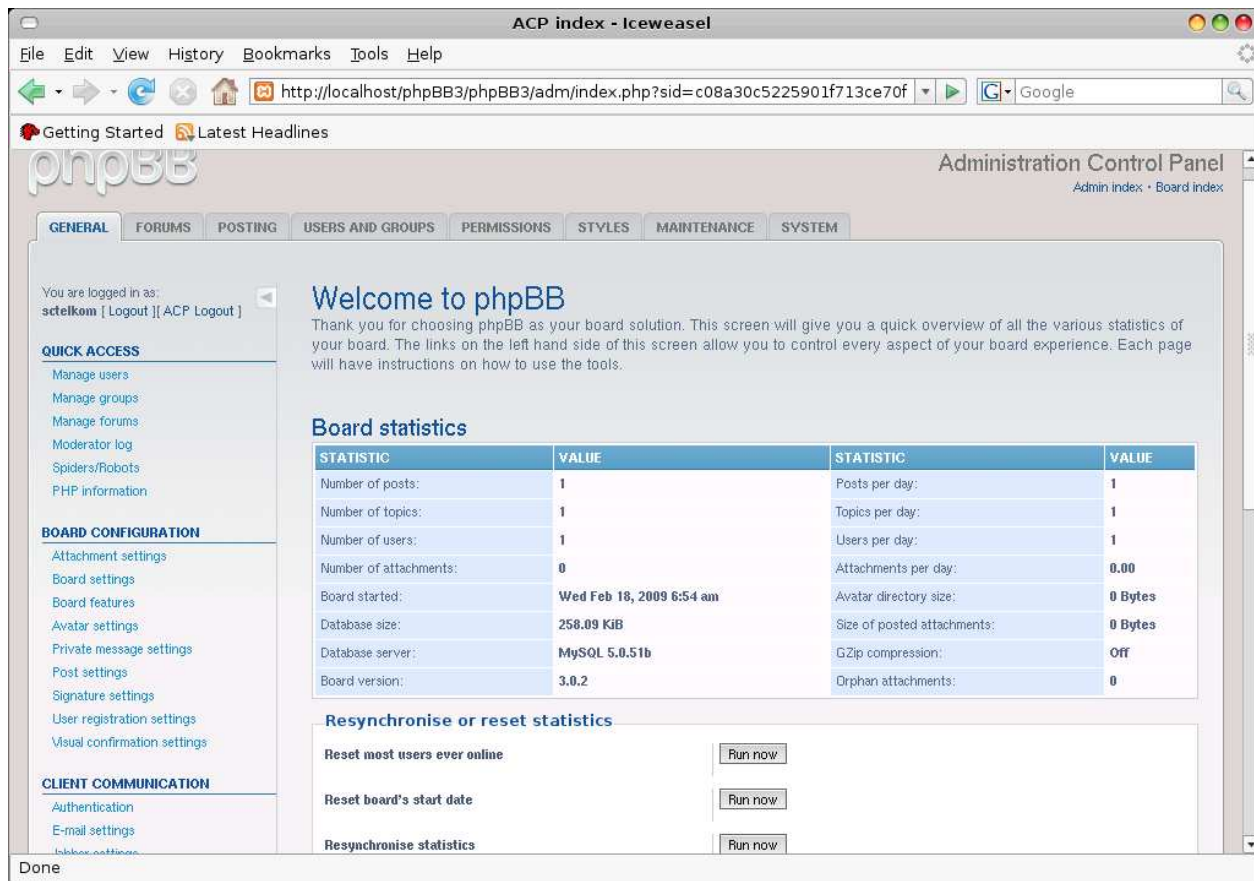 ACP index - Iceweasel
File Edit View History Bookmarks Tools Help
http://localhost/phpBB3/phpBB3/adm/index.php?sid=c08a30c5225901f713ce70f
G Google
Getting Started Latest Headlines
phpBB
Administration Control Panel
Admin index • Board index
GENERAL FORUMS POSTING USERS AND GROUPS PERMISSIONS STYLES MAINTENANCE SYSTEM
You are logged in as:
sctelkom [ Logout ][ ACP Logout ]
QUICK ACCESS
Manage users
Manage groups
Manage forums
Moderator log
Spiders/Robots
PHP information
BOARD CONFIGURATION
Attachment settings
Board settings
Board features
Avatar settings
Private message settings
Post settings
Signature settings
User registration settings
Visual confirmation settings
CLIENT COMMUNICATION
Authentication
E-mail settings
Jabber settings
Welcome to phpBB
Thank you for choosing phpBB as your board solution. This screen will give you a quick overview of all the various statistics of
your board. The links on the left hand side of this screen allow you to control every aspect of your board experience. Each page
will have instructions on how to use the tools.
Board statistics
STATISTIC VALUE STATISTIC VALUE
Number of posts: 1 Posts per day: 1
Number of topics: 1 Topics per day: 1
Number of users: 1 Users per day: 1
Number of attachments: 0 Attachments per day: 0.00
Board started: Wed Feb 18, 2009 6:54 am Avatar directory size: 0 Bytes
Database size: 258.09 KiB Size of posted attachments: 0 Bytes
Database server: MySQL 5.0.51b GZip compression: Off
Board version: 3.0.2 Orphan attachments: 0
Resynchronise or reset statistics
Reset most users ever online Run now
Reset board's start date Run now
Resynchronise statistics Run now
Done